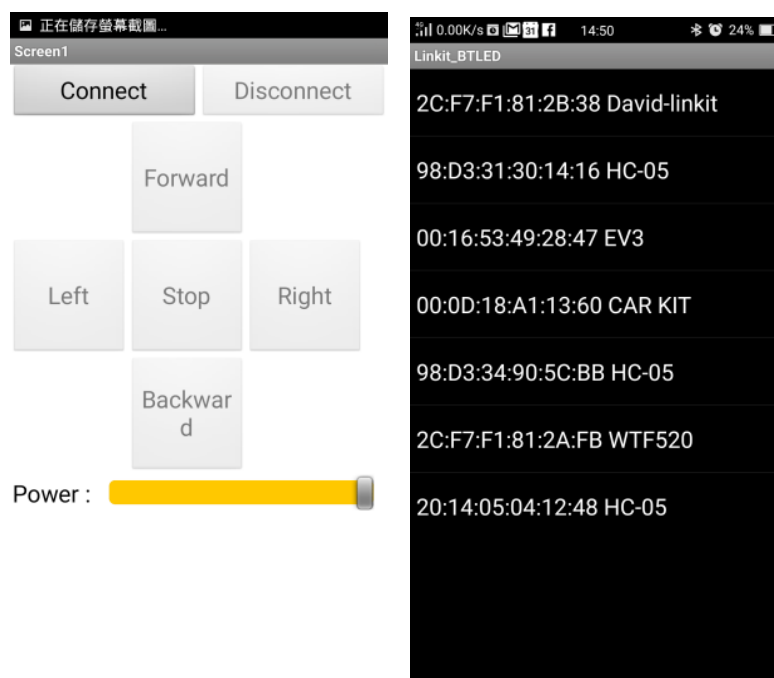 正在儲存螢幕截圖...
Screen1
Connect
Disconnect
Forward
Left
Stop
Right
Backwar
d
Power :
0.00K/s 31 14:50 24%
Linkit_BTLED
2C:F7:F1:81:2B:38 David-linkit
98:D3:31:30:14:16 HC-05
00:16:53:49:28:47 EV3
00:0D:18:A1:13:60 CAR KIT
98:D3:34:90:5C:BB HC-05
2C:F7:F1:81:2A:FB WTF520
20:14:05:04:12:48 HC-05